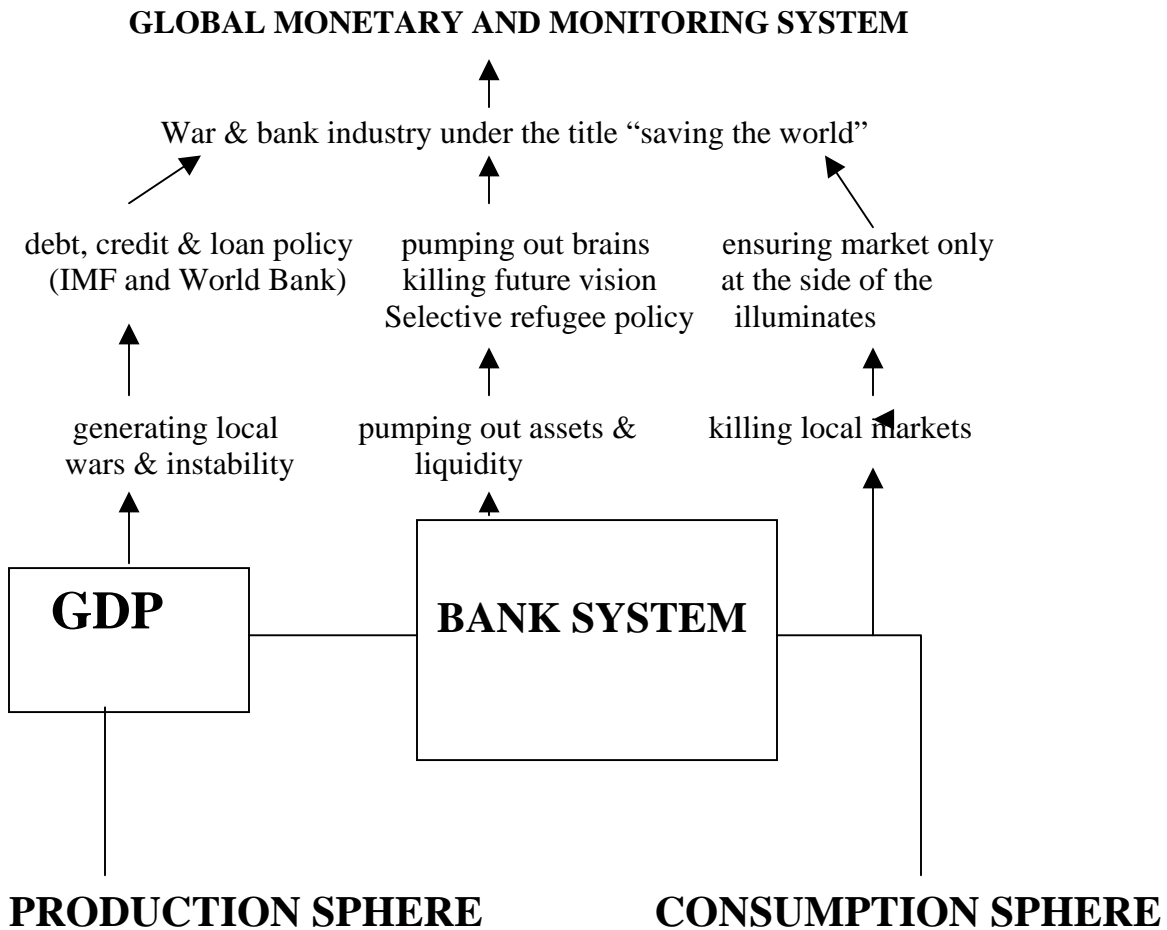 GLOBAL MONETARY AND MONITORING SYSTEM
War & bank industry under the title “saving the world”
debt, credit & loan policy
(IMF and World Bank)
pumping out brains
killing future vision
Selective refugee policy
ensuring market only
at the side of the
illuminates
generating local
wars & instability
pumping out assets &
liquidity
killing local markets
GDP
BANK SYSTEM
PRODUCTION SPHERE
CONSUMPTION SPHERE